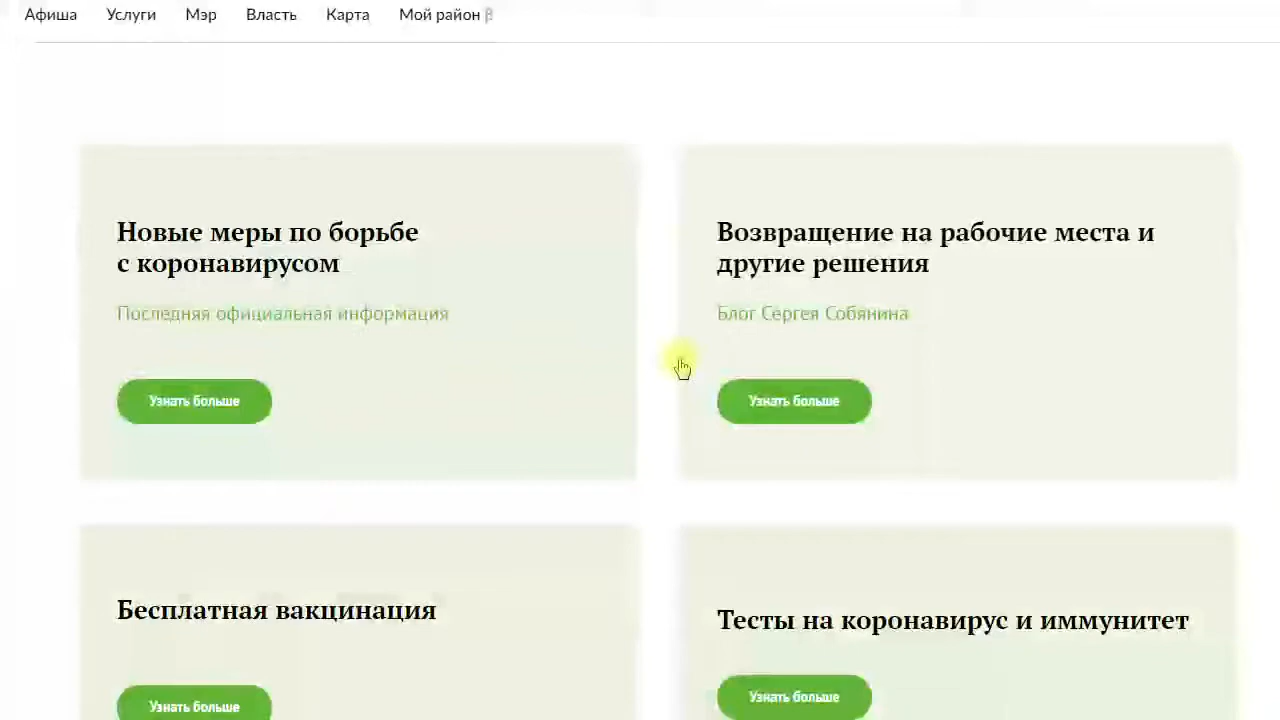 Афиша Услуги Мэр Власть Карта Мой район β
Новые меры по борьбе
с коронавирусом
Последняя официальная информация
Узнать больше
Возвращение на рабочие места и
другие решения
Блог Сергея Собянина
Узнать больше
Бесплатная вакцинация
Узнать больше
Тесты на коронавирус и иммунитет
Узнать больше